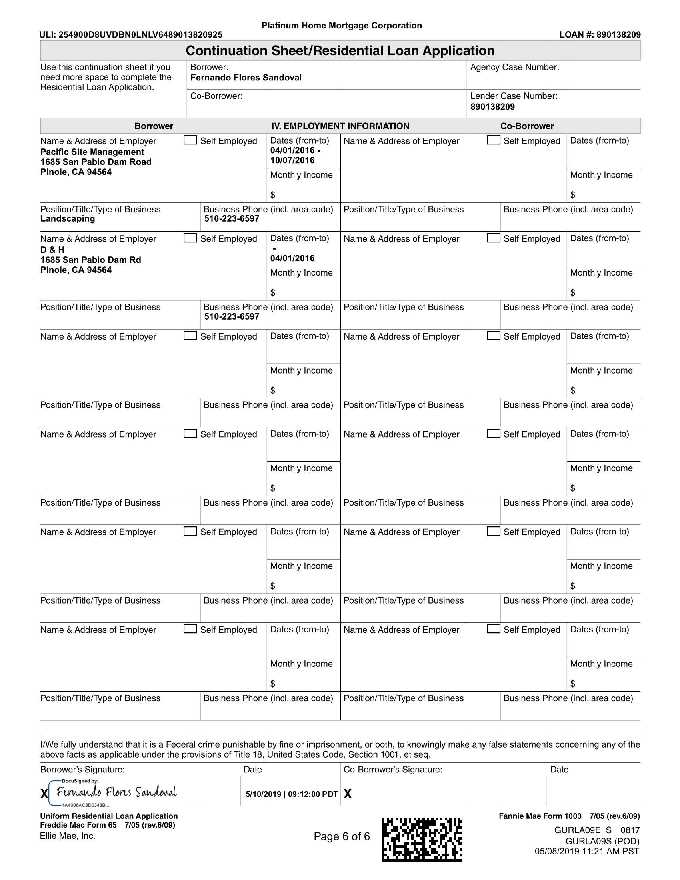 Platinum Home Mortgage Corporation
ULI: 254900D8UVDBN0LNLV6489013820925 LOAN #: 890138209
Continuation Sheet/Residential Loan Application
Use this continuation sheet if you need more space to complete the Residential Loan Application.
Borrower:
Fernando Flores Sandoval
Agency Case Number:
Co-Borrower:
Lender Case Number:
890138209
Borrower IV. EMPLOYMENT INFORMATION Co-Borrower
Name & Address of Employer Self Employed Dates (from-to) Name & Address of Employer Self Employed Dates (from-to)
Pacific Site Management 04/01/2016 -
1685 San Pablo Dam Road 10/07/2016
Pinole, CA 94564 Monthly Income Monthly Income
$ $
Position/Title/Type of Business Business Phone (incl. area code) Position/Title/Type of Business Business Phone (incl. area code)
Landscaping 510-223-6597
Name & Address of Employer Self Employed Dates (from-to) Name & Address of Employer Self Employed Dates (from-to)
D & H -
1685 San Pablo Dam Rd 04/01/2016
Pinole, CA 94564 Monthly Income Monthly Income
$ $
Position/Title/Type of Business Business Phone (incl. area code) Position/Title/Type of Business Business Phone (incl. area code)
510-223-6597
Name & Address of Employer Self Employed Dates (from-to) Name & Address of Employer Self Employed Dates (from-to)
Monthly Income Monthly Income
$ $
Position/Title/Type of Business Business Phone (incl. area code) Position/Title/Type of Business Business Phone (incl. area code)
Name & Address of Employer Self Employed Dates (from-to) Name & Address of Employer Self Employed Dates (from-to)
Monthly Income Monthly Income
$ $
Position/Title/Type of Business Business Phone (incl. area code) Position/Title/Type of Business Business Phone (incl. area code)
Name & Address of Employer Self Employed Dates (from-to) Name & Address of Employer Self Employed Dates (from-to)
Monthly Income Monthly Income
$ $
Position/Title/Type of Business Business Phone (incl. area code) Position/Title/Type of Business Business Phone (incl. area code)
Name & Address of Employer Self Employed Dates (from-to) Name & Address of Employer Self Employed Dates (from-to)
Monthly Income Monthly Income
$ $
Position/Title/Type of Business Business Phone (incl. area code) Position/Title/Type of Business Business Phone (incl. area code)
I/We fully understand that it is a Federal crime punishable by fine or imprisonment, or both, to knowingly make any false statements concerning any of the
above facts as applicable under the provisions of Title 18, United States Code, Section 1001, et seq.
Borrower's Signature: Date Co-Borrower's Signature: Date
DocuSigned by:
X Fernando Flores Sandoval 5/10/2019 | 09:12:00 PDT X
Uniform Residential Loan Application Fannie Mae Form 1003 7/05 (rev.6/09)
Freddie Mac Form 65 7/05 (rev.6/09)
Ellie Mae, Inc. Page 6 of 6 GURLA09E_S 0817
GURLA09S (POD)
05/08/2019 11:21 AM PST